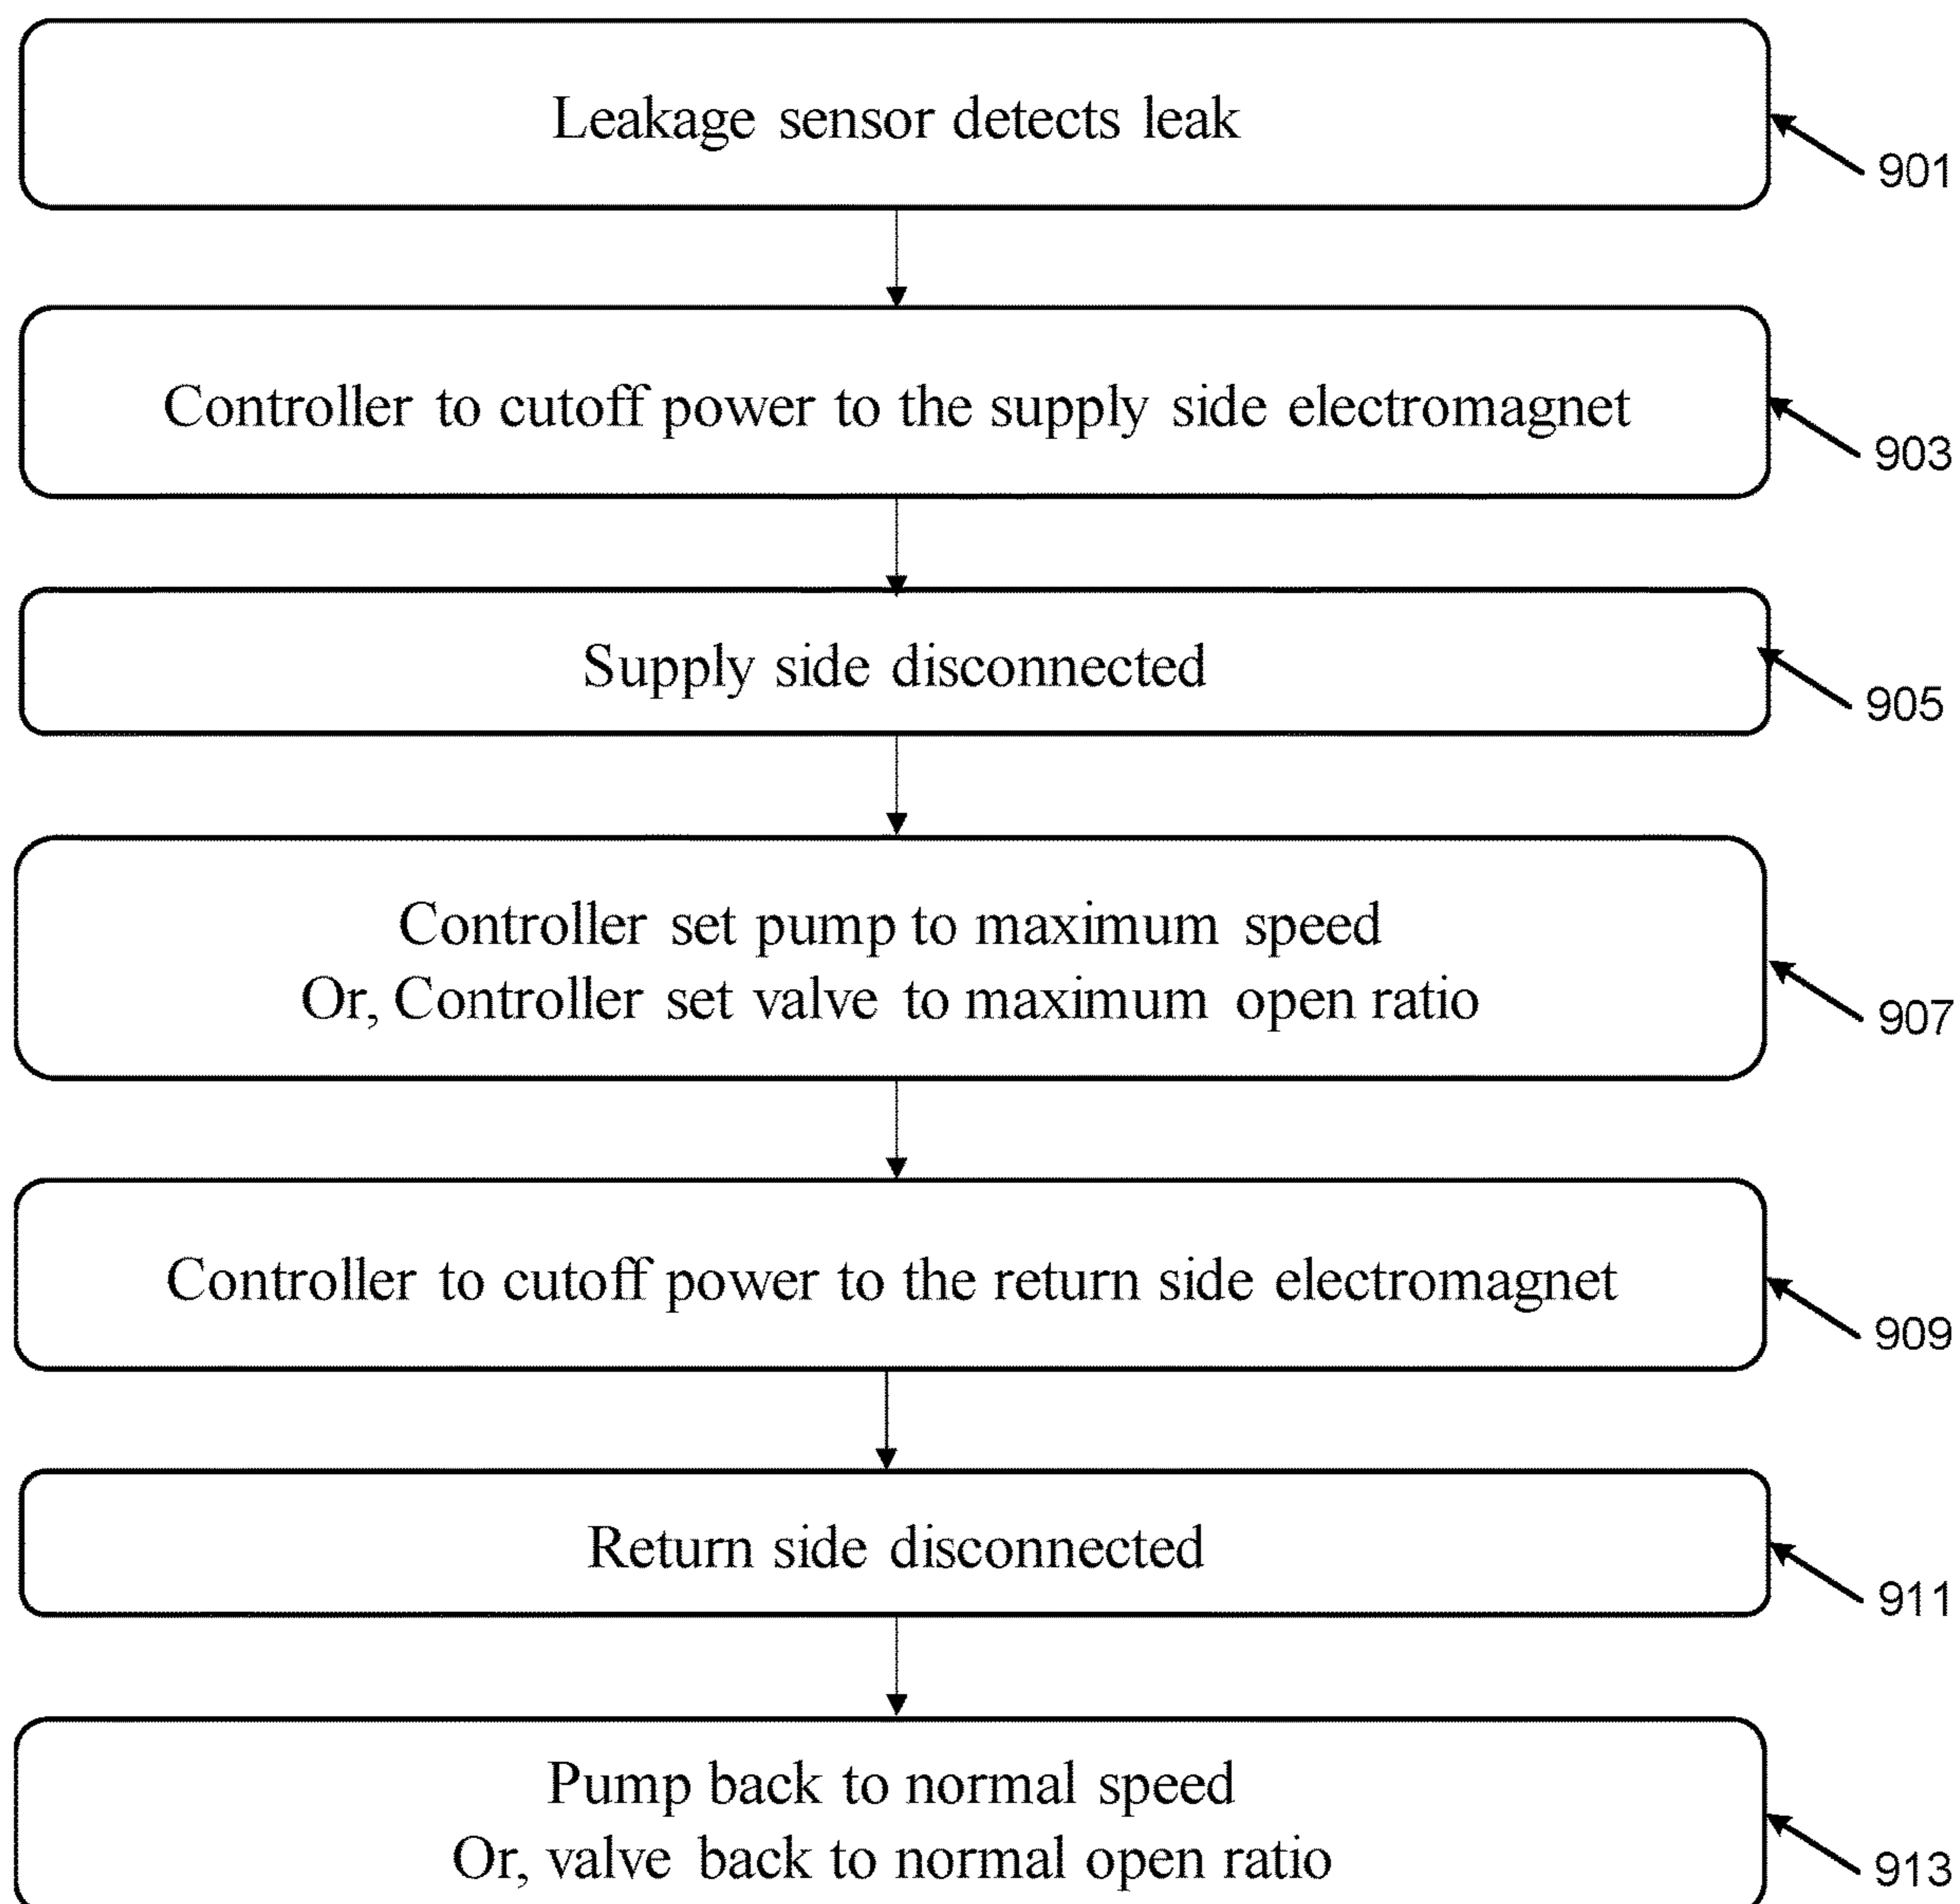 Leakage sensor detects leak
901
Controller to cutoff power to the supply side electromagnet
903
Supply side disconnected
905
Controller set pump to maximum speed
Or, Controller set valve to maximum open ratio
907
Controller to cutoff power to the return side electromagnet
909
Return side disconnected
911
Pump back to normal speed
Or, valve back to normal open ratio
913